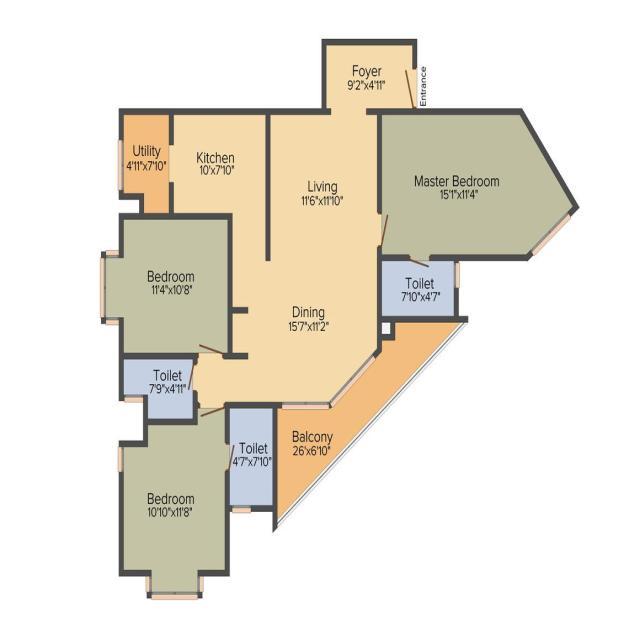 Foyer
9'2"x4'11"
Entrance
Utility
4'11"x7'10"
Kitchen
10'x7'10"
Living
11'6"x11'10"
Master Bedroom
15'1"x11'4"
Bedroom
11'4"x10'8"
Toilet
7'10"x4'7"
Dining
15'7"x11'2"
Toilet
7'9"x4'11"
Balcony
26'x6'10"
Toilet
4'7"x7'10"
Bedroom
10'10"x11'8"